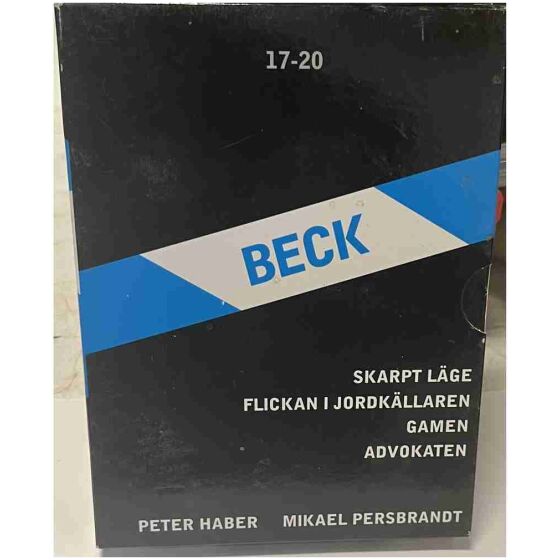 17-20
BECK
SKARPT LÄGE
FLICKAN I JORDKÄLLAREN
GAMEN
ADVOKATEN
PETER HABER MIKAEL PERSBRANDT